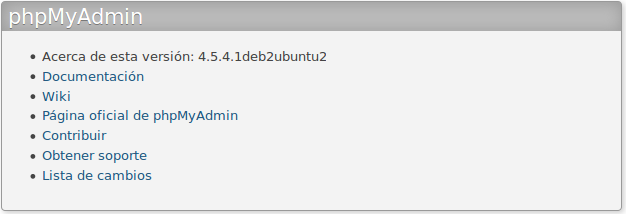 phpMyAdmin
Acerca de esta versión: 4.5.4.1deb2ubuntu2
Documentación
Wiki
Página oficial de phpMyAdmin
Contribuir
Obtener soporte
Lista de cambios